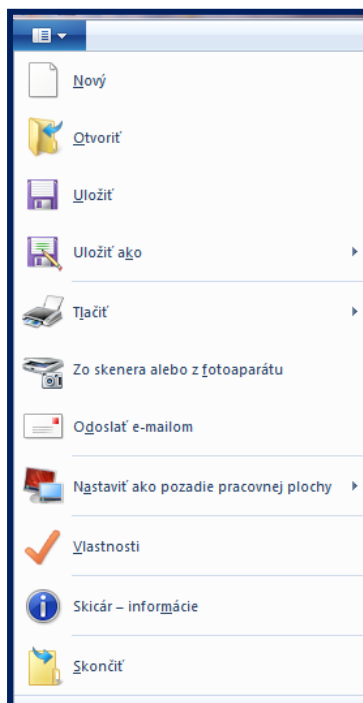 Nový
Otvoriť
Uložiť
Uložiť ako
Tlačiť
Zo skenera alebo z fotoaparátu
Odoslať e-mailom
Nastaviť ako pozadie pracovnej plochy
Vlastnosti
Skicár – informácie
Skončiť